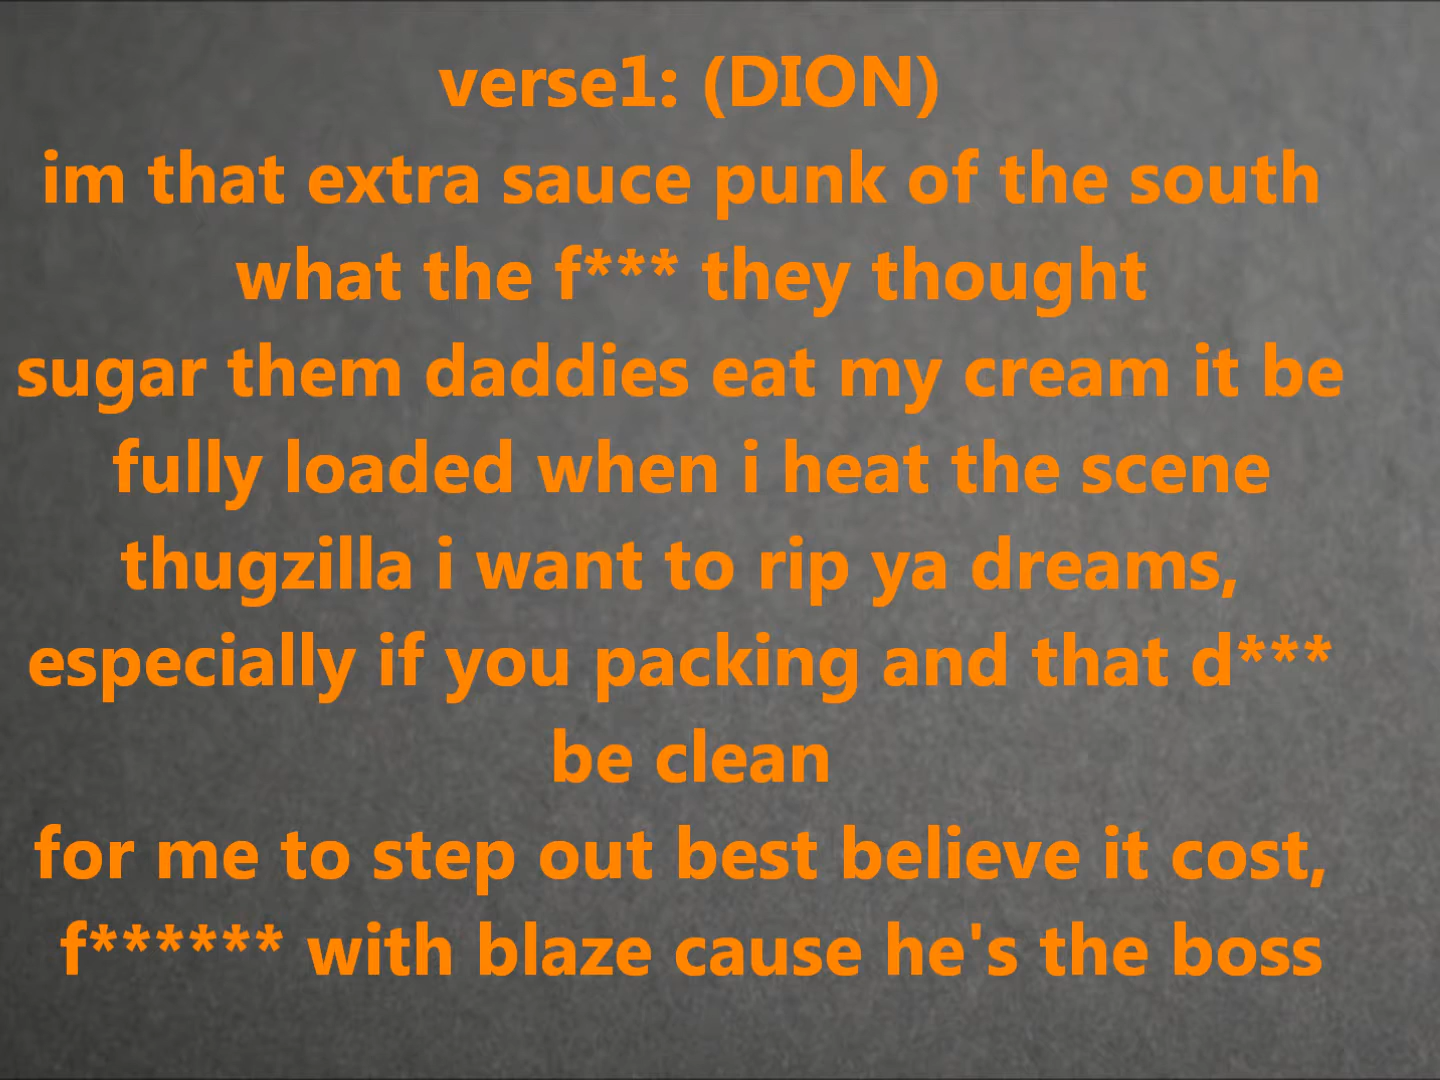 verse1: (DION)
im that extra sauce punk of the south
what the f*** they thought
sugar them daddies eat my cream it be
fully loaded when i heat the scene
thugzilla i want to rip ya dreams,
especially if you packing and that d***
be clean
for me to step out best believe it cost,
f****** with blaze cause he's the boss